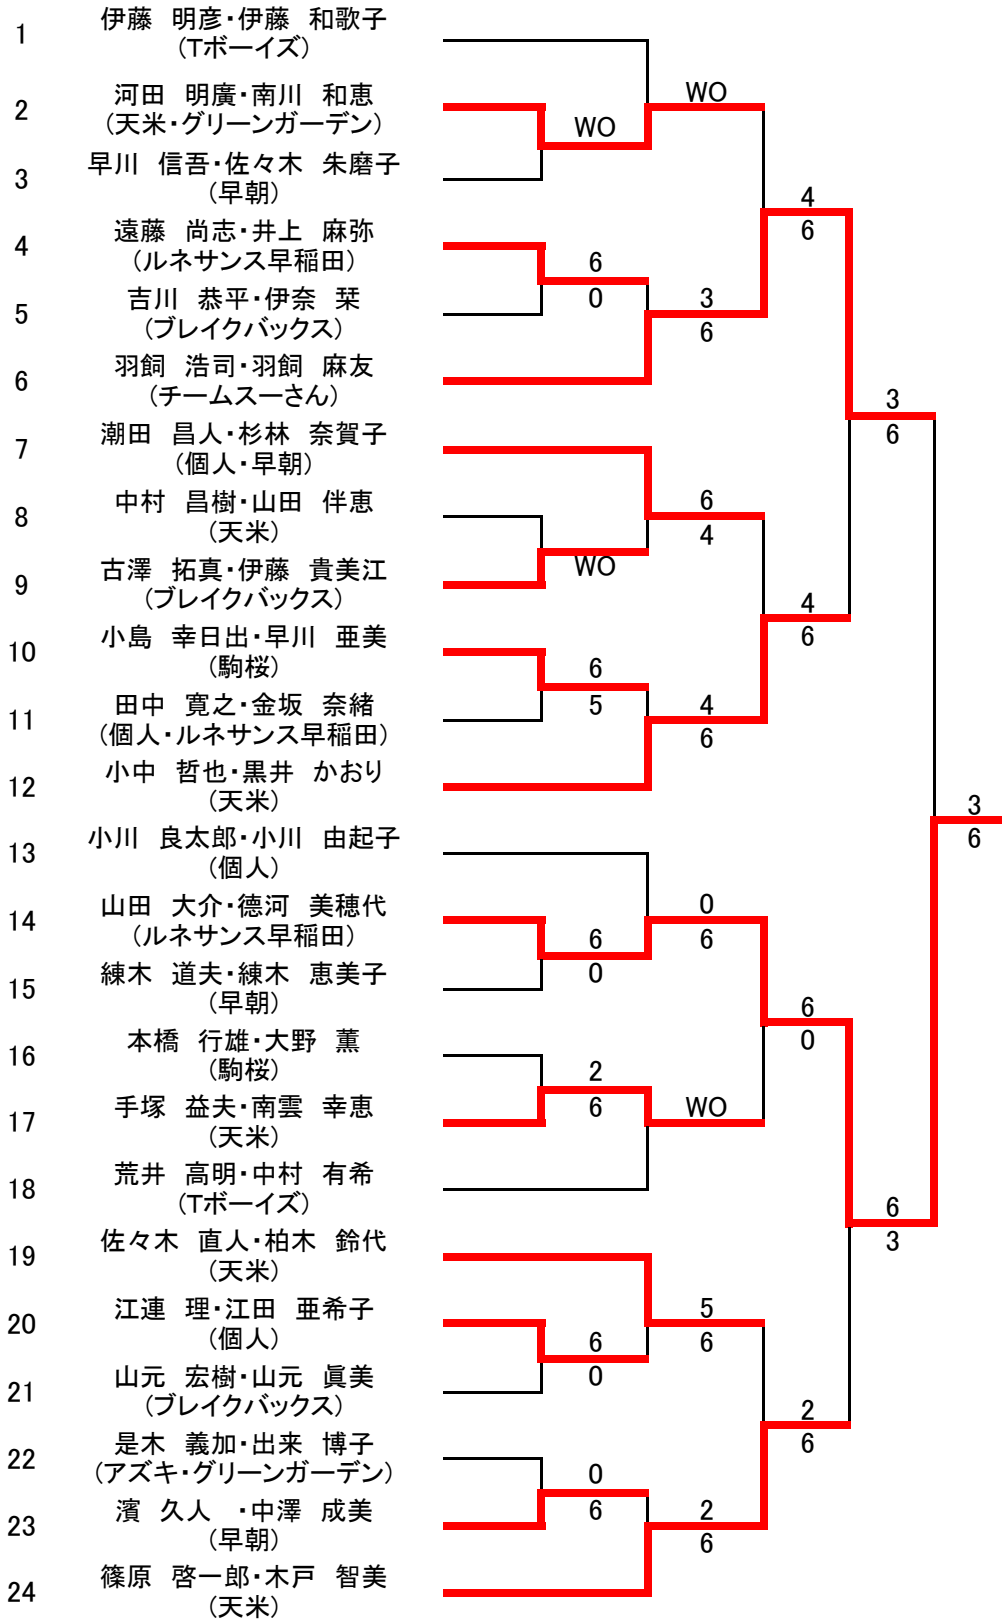 1
伊藤　明彦・伊藤　和歌子
(Tボーイズ)
2
河田　明廣・南川　和恵
(天米・グリーンガーデン)
3
早川　信吾・佐々木　朱磨子
(早朝)
4
遠藤　尚志・井上　麻弥
(ルネサンス早稲田)
5
吉川　恭平・伊奈　栞
(ブレイクバックス)
6
羽飼　浩司・羽飼　麻友
(チームスーさん)
7
潮田　昌人・杉林　奈賀子
(個人・早朝)
8
中村　昌樹・山田　伴恵
(天米)
9
古澤　拓真・伊藤　貴美江
(ブレイクバックス)
10
小島　幸日出・早川　亜美
(駒桜)
11
田中　寛之・金坂　奈緒
(個人・ルネサンス早稲田)
12
小中　哲也・黒井　かおり
(天米)
13
小川　良太郎・小川　由起子
(個人)
14
山田　大介・德河　美穂代
(ルネサンス早稲田)
15
練木　道夫・練木　恵美子
(早朝)
16
本橋　行雄・大野　薫
(駒桜)
17
手塚　益夫・南雲　幸恵
(天米)
18
荒井　高明・中村　有希
(Tボーイズ)
19
佐々木　直人・柏木　鈴代
(天米)
20
江連　理・江田　亜希子
(個人)
21
山元　宏樹・山元　眞美
(ブレイクバックス)
22
是木　義加・出来　博子
(アズキ・グリーンガーデン)
23
濱　久人　・中澤　成美
(早朝)
24
篠原　啓一郎・木戸　智美
(天米)
WO
6
0
WO
6
5
6
0
2
6
6
0
0
6
WO
3
6
6
4
4
6
0
6
WO
5
6
2
6
4
6
4
6
6
0
2
6
3
6
6
3
3
6